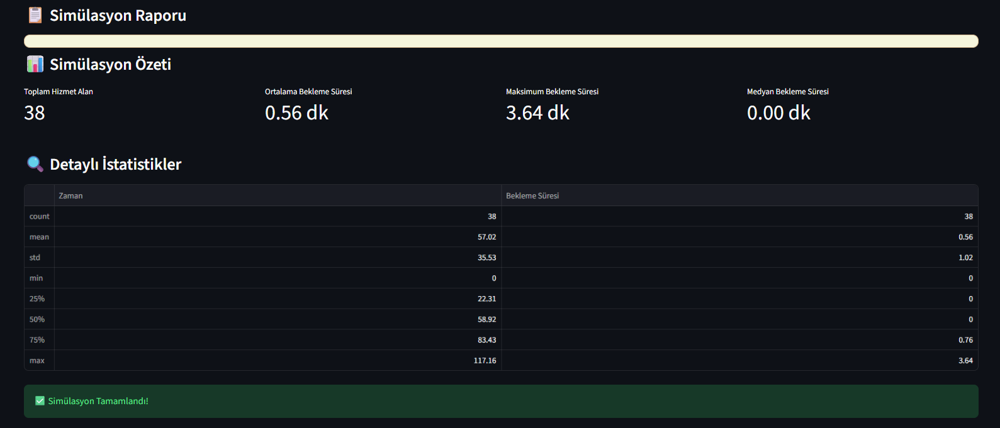 Simülasyon Raporu
Simülasyon Özeti
Toplam Hizmet Alan
38
Ortalama Bekleme Süresi
0.56 dk
Maksimum Bekleme Süresi
3.64 dk
Medyan Bekleme Süresi
0.00 dk
Detaylı İstatistikler
Zaman Bekleme Süresi
count 38 38
mean 57.02 0.56
std 35.53 1.02
min 0 0
25% 22.31 0
50% 58.92 0
75% 83.43 0.76
max 117.16 3.64
✅ Simülasyon Tamamlandı!